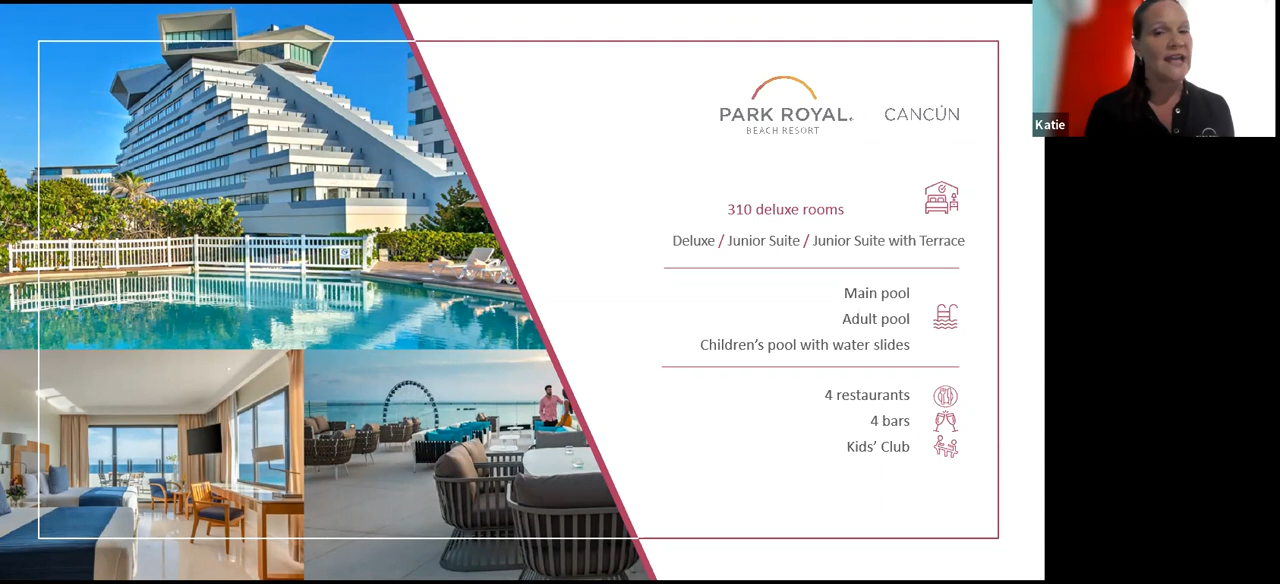 PARK ROYAL.
BEACH RESORT
CANCÚN
Katie
310 deluxe rooms
Deluxe / Junior Suite / Junior Suite with Terrace
Main pool
Adult pool
Children's pool with water slides
4 restaurants
4 bars
Kids' Club